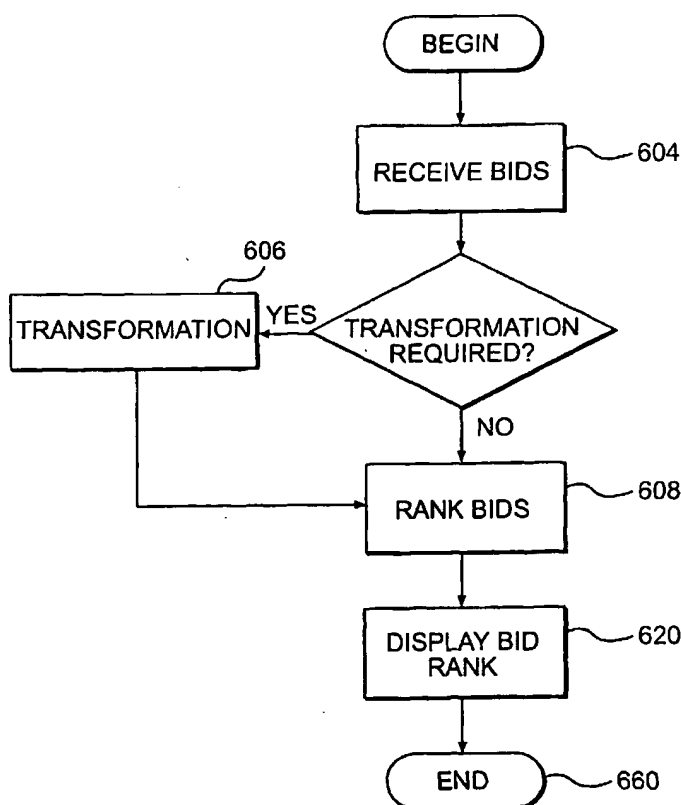 BEGIN
RECEIVE BIDS
604
606
TRANSFORMATION
YES
TRANSFORMATION
REQUIRED?
NO
RANK BIDS
608
DISPLAY BID
RANK
620
END
660